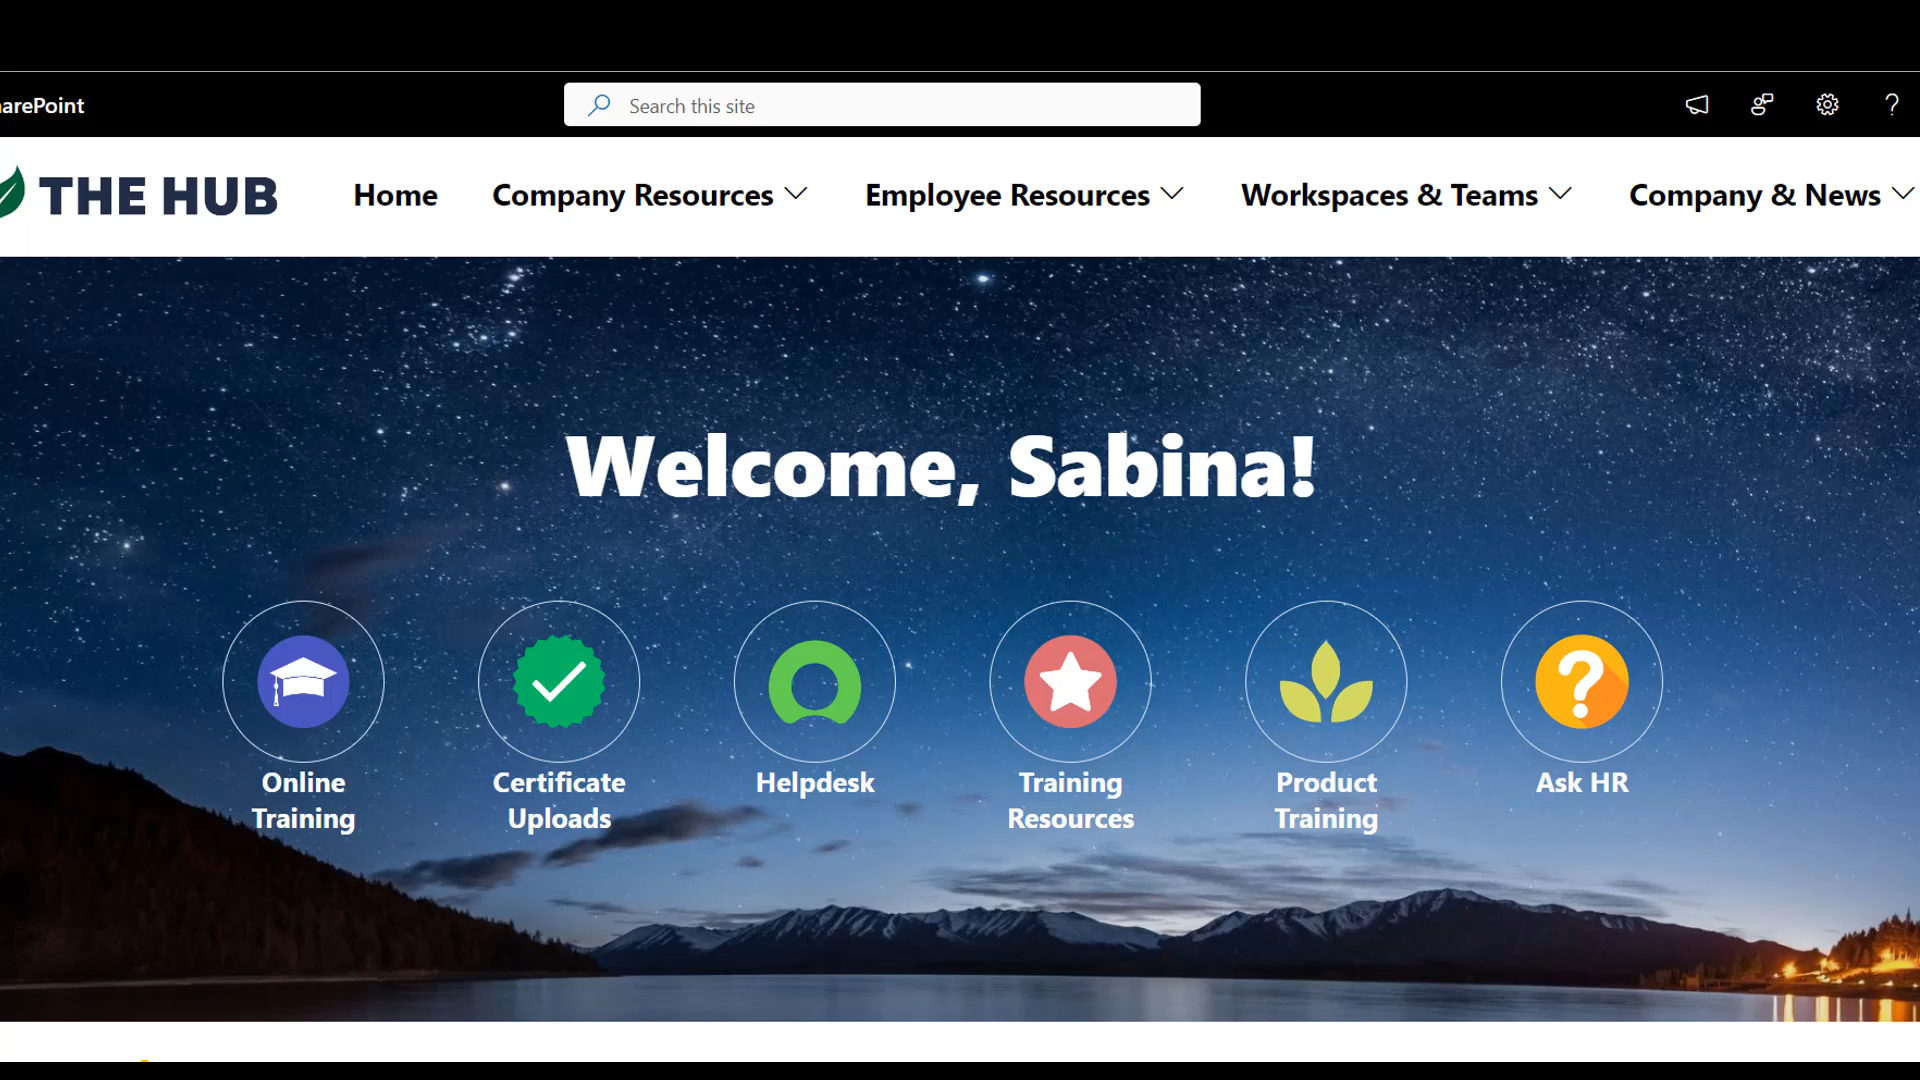 arePoint
Search this site
THE HUB
Home
Company Resources
Employee Resources
Workspaces & Teams
Company & News
Welcome, Sabina!
Online
Training
Certificate
Uploads
Helpdesk
Training
Resources
Product
Training
Ask HR